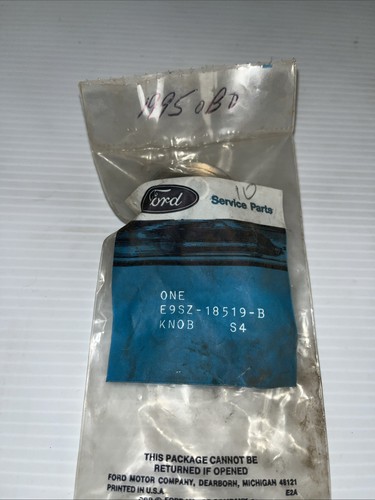 1995 OBD
10
Ford
Service Parts
ONE
E9SZ-18519-B
KNOB S4
THIS PACKAGE CANNOT BE
RETURNED IF OPENED
FORD MOTOR COMPANY, DEARBORN, MICHIGAN 48121
PRINTED IN U.S.A. E2A